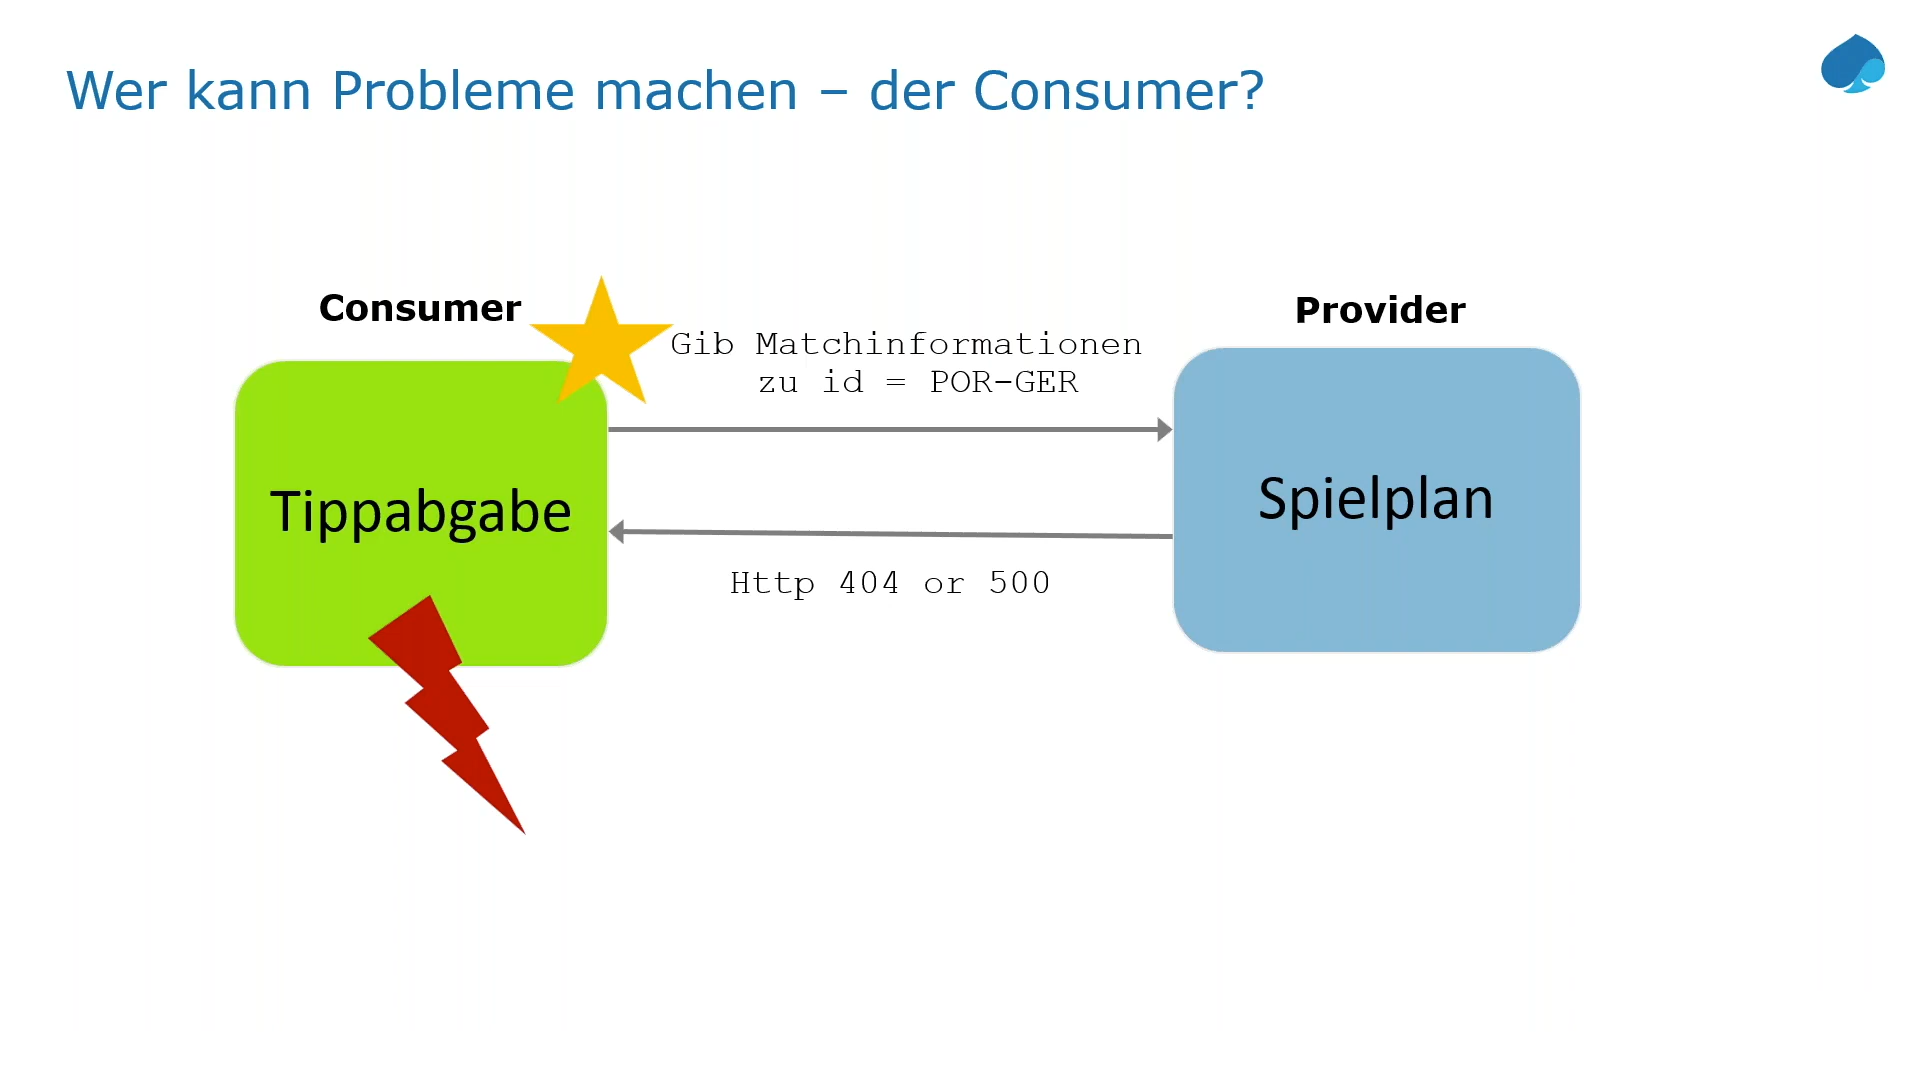 Wer kann Probleme machen – der Consumer?
Consumer
Provider
Gib Matchinformationen
zu id = POR-GER
Tippabgabe
Spielplan
Http 404 or 500